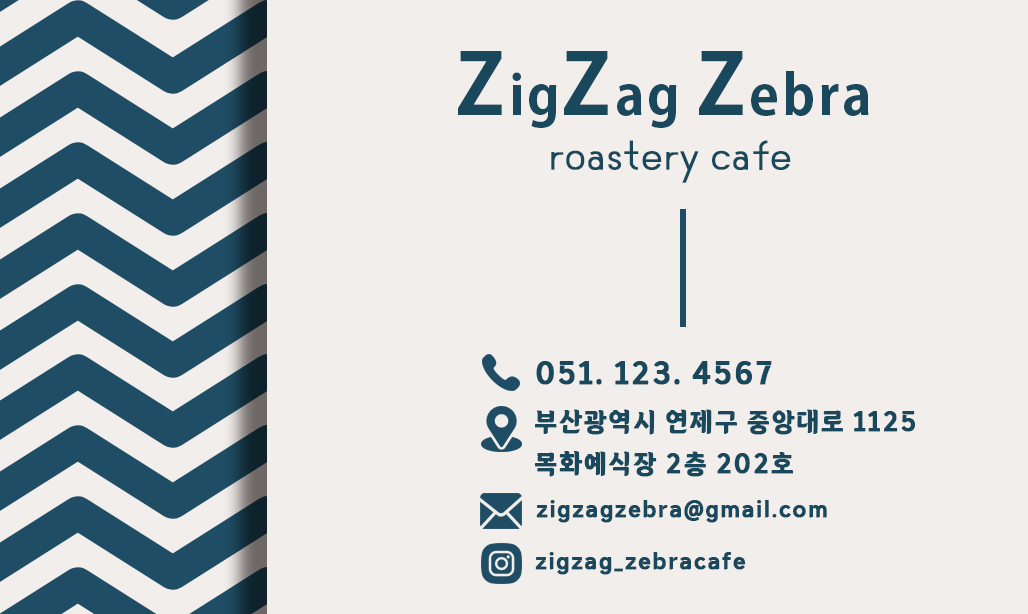 ZigZag Zebra
roastery cafe
051. 123. 4567
부산광역시 연제구 중앙대로 1125
목화예식장 2층 202호
zigzagzebra@gmail.com
zigzag_zebracafe